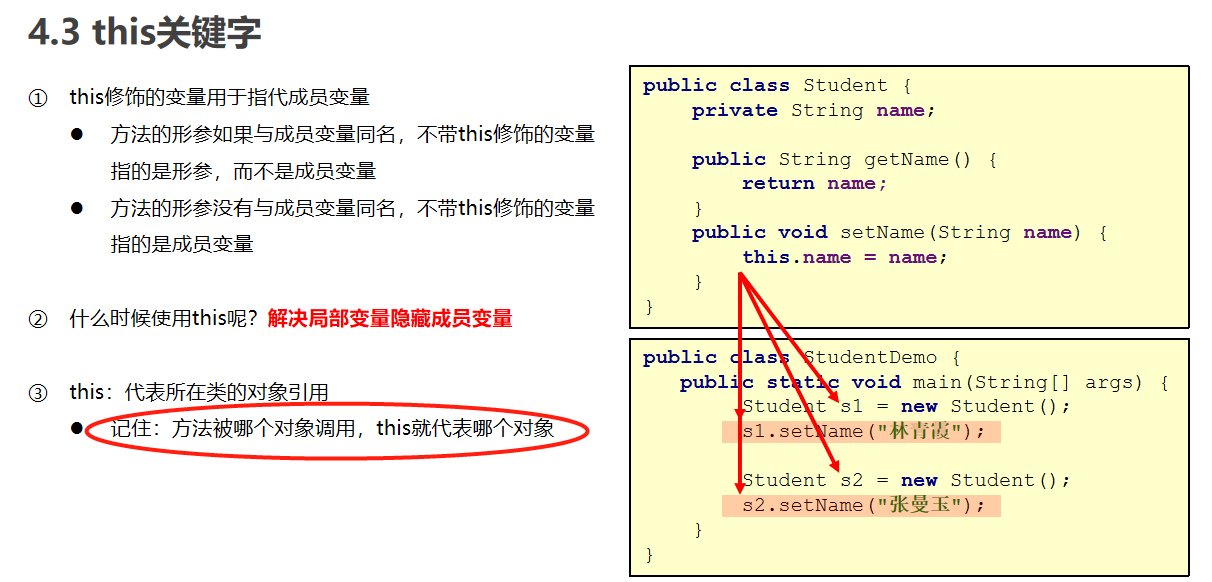 4.3 this关键字
① this修饰的变量用于指代成员变量
● 方法的形参如果与成员变量同名，不带this修饰的变量
指的是形参，而不是成员变量
● 方法的形参没有与成员变量同名，不带this修饰的变量
指的是成员变量
② 什么时候使用this呢？解决局部变量隐藏成员变量
③ this：代表所在类的对象引用
● 记住：方法被哪个对象调用，this就代表哪个对象
public class Student {
    private String name;
    public String getName() {
        return name;
    }
    public void setName(String name) {
        this.name = name;
    }
}
public class StudentDemo {
    public static void main(String[] args) {
        Student s1 = new Student();
        s1.setName("林青霞");
        Student s2 = new Student();
        s2.setName("张曼玉");
    }
}